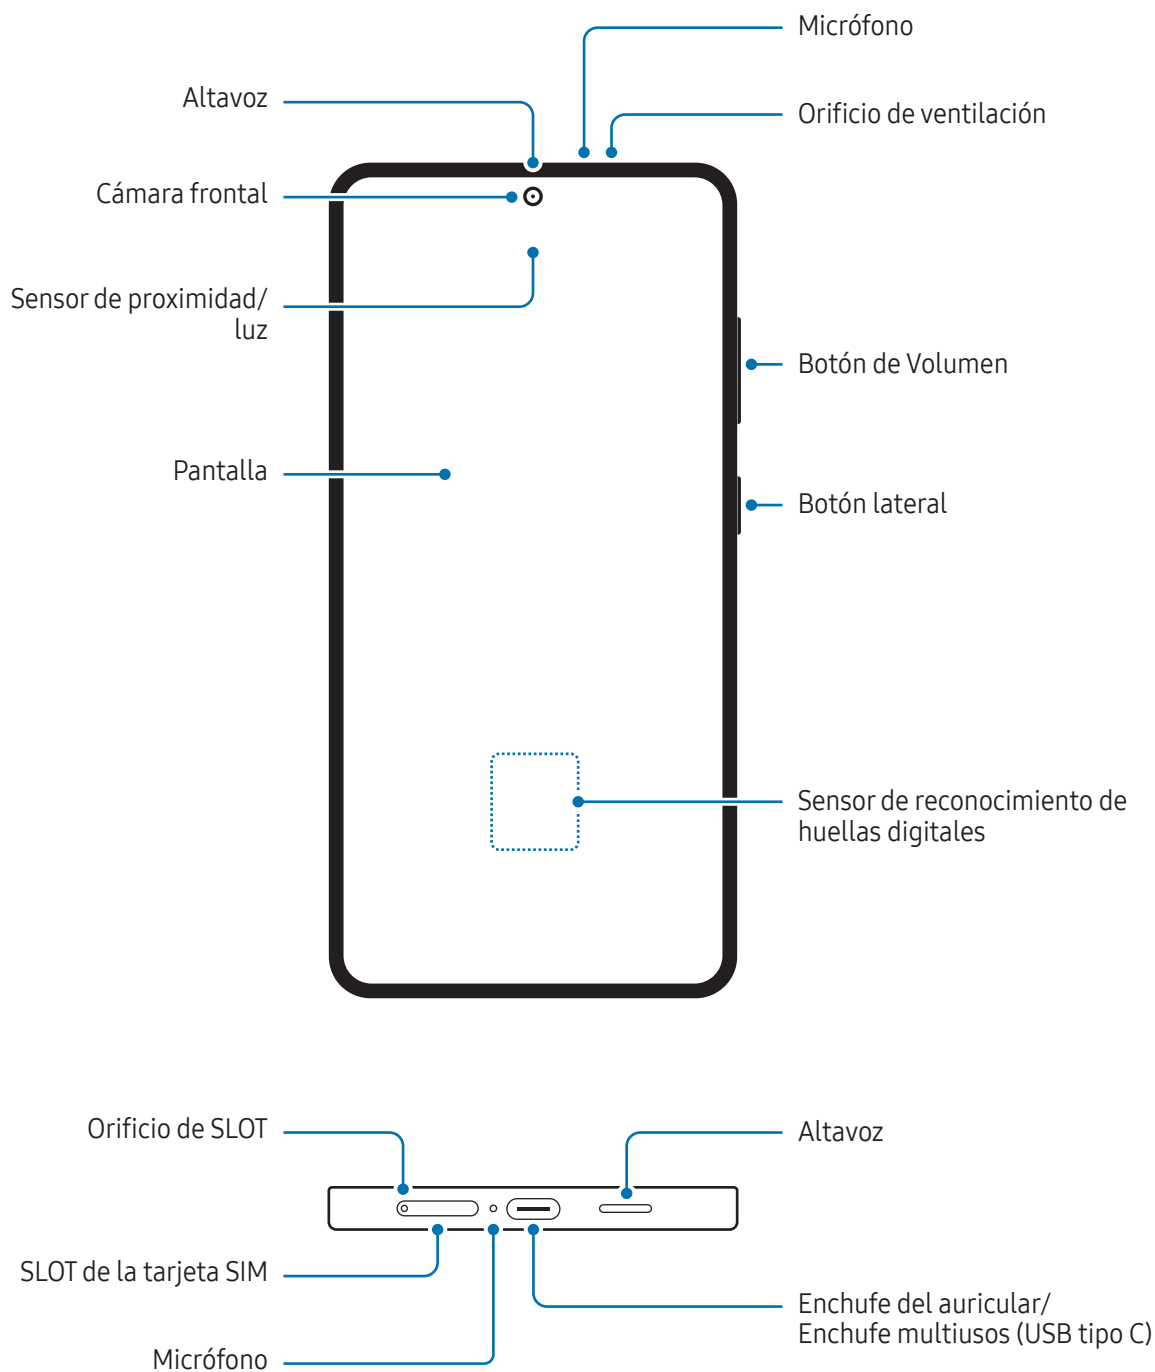 Micrófono
Altavoz
Orificio de ventilación
Cámara frontal
Sensor de proximidad/
luz
Botón de Volumen
Pantalla
Botón lateral
Sensor de reconocimiento de
huellas digitales
Orificio de SLOT
Altavoz
SLOT de la tarjeta SIM
Enchufe del auricular/
Enchufe multiusos (USB tipo C)
Micrófono